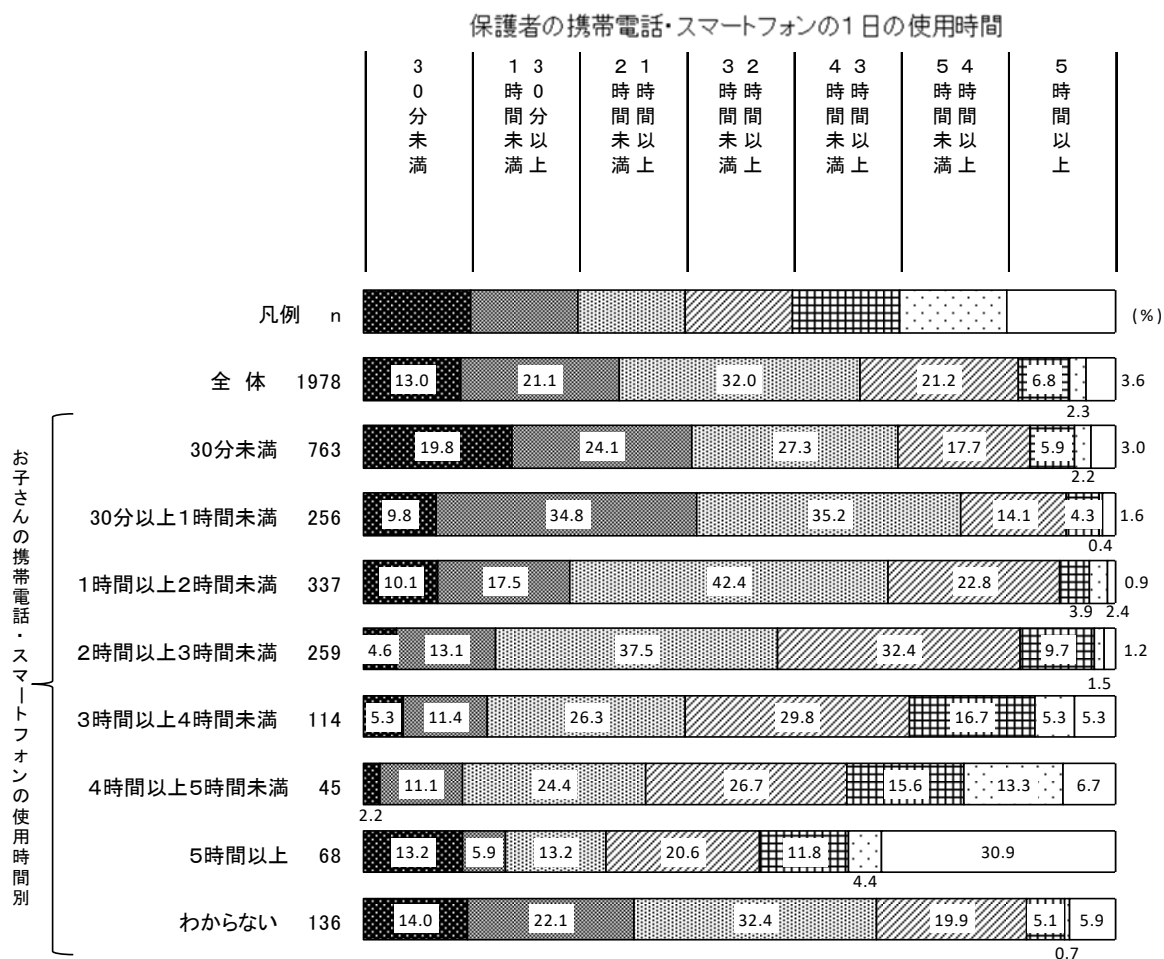 保護者の携帯電話・スマートフォンの1日の使用時間
30分未満
30分以上
1時間未満
1時間以上
2時間未満
2時間以上
3時間未満
3時間以上
4時間未満
4時間以上
5時間未満
5時間以上
凡例 n
(%)
全 体 1978 13.0 21.1 32.0 21.2 6.8 3.6
2.3
30分未満 763 19.8 24.1 27.3 17.7 5.9 3.0
2.2
30分以上1時間未満 256 9.8 34.8 35.2 14.1 4.3 1.6
0.4
1時間以上2時間未満 337 10.1 17.5 42.4 22.8 0.9
3.9 2.4
2時間以上3時間未満 259 4.6 13.1 37.5 32.4 9.7 1.2
1.5
3時間以上4時間未満 114 5.3 11.4 26.3 29.8 16.7 5.3 5.3
4時間以上5時間未満 45 11.1 24.4 26.7 15.6 13.3 6.7
2.2
5時間以上 68 13.2 5.9 13.2 20.6 11.8 30.9
4.4
わからない 136 14.0 22.1 32.4 19.9 5.1 5.9
0.7
お子さんの携帯電話・スマートフォンの使用時間別